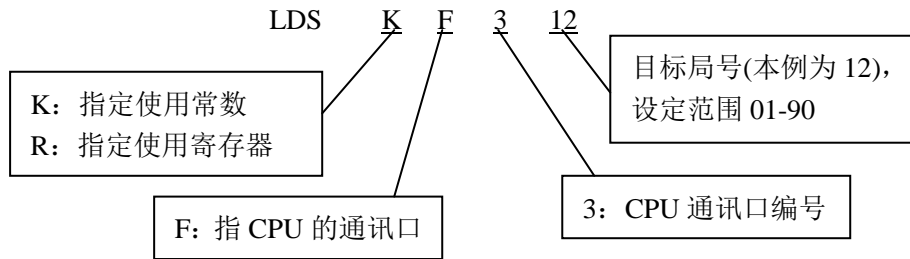 LDS K F 3 12
目标局号(本例为 12)，
设定范围 01-90
K：指定使用常数
R：指定使用寄存器
3：CPU 通讯口编号
F：指 CPU 的通讯口